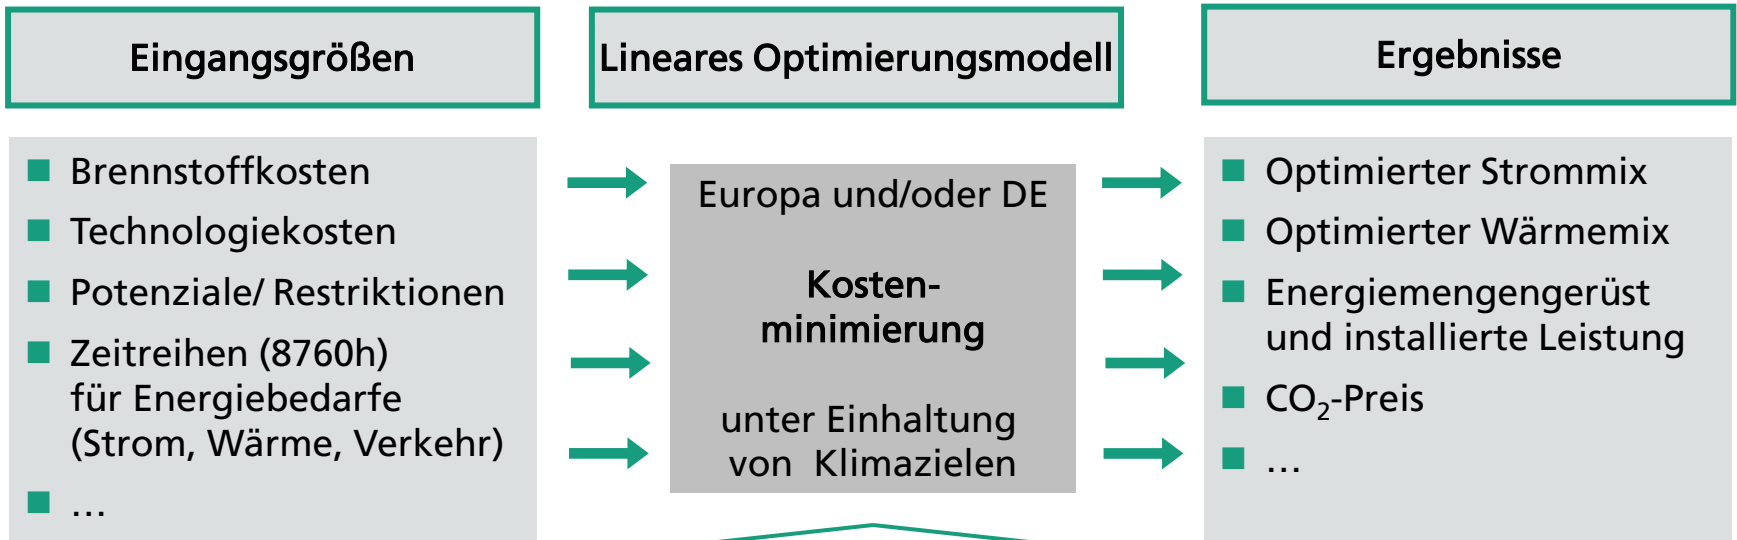 Eingangsgrößen
Brennstoffkosten
Technologiekosten
Potenziale/ Restriktionen
Zeitreihen (8760h)
für Energiebedarfe
(Strom, Wärme, Verkehr)
...
Lineares Optimierungsmodell
Europa und/oder DE
Kosten-
minimierung
unter Einhaltung
von Klimazielen
Ergebnisse
Optimierter Strommix
Optimierter Wärmemix
Energiemengengerüst
und installierte Leistung
CO₂-Preis
...